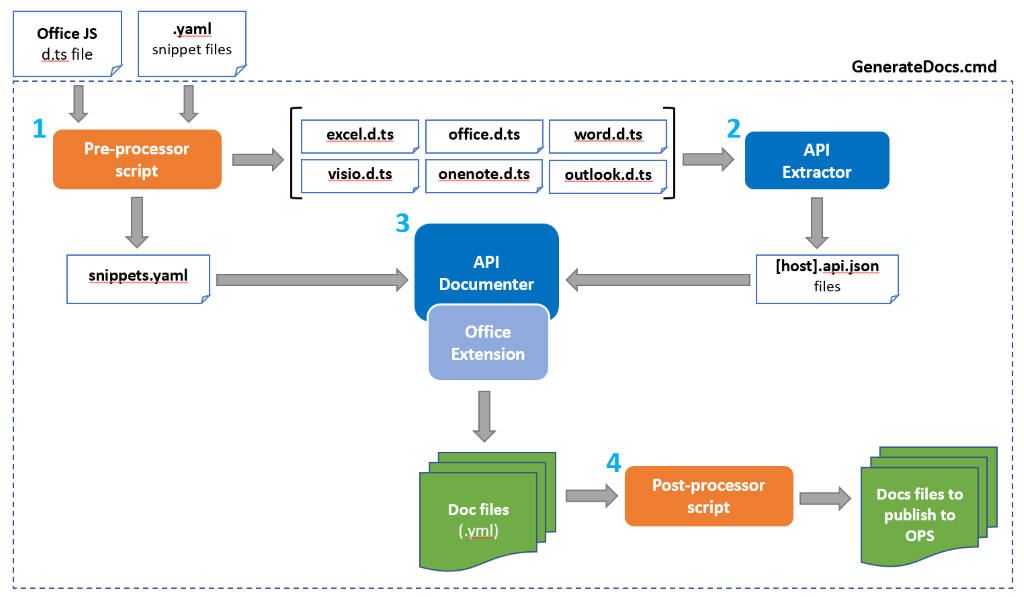 Office JS
d.ts file
.yaml
snippet files
GenerateDocs.cmd
1
Pre-processor
script
excel.d.ts
office.d.ts
word.d.ts
visio.d.ts
onenote.d.ts
outlook.d.ts
2
API
Extractor
snippets.yaml
3
API
Documenter
Office
Extension
[host].api.json
files
Doc files
(.yml)
4
Post-processor
script
Docs files to
publish to
OPS